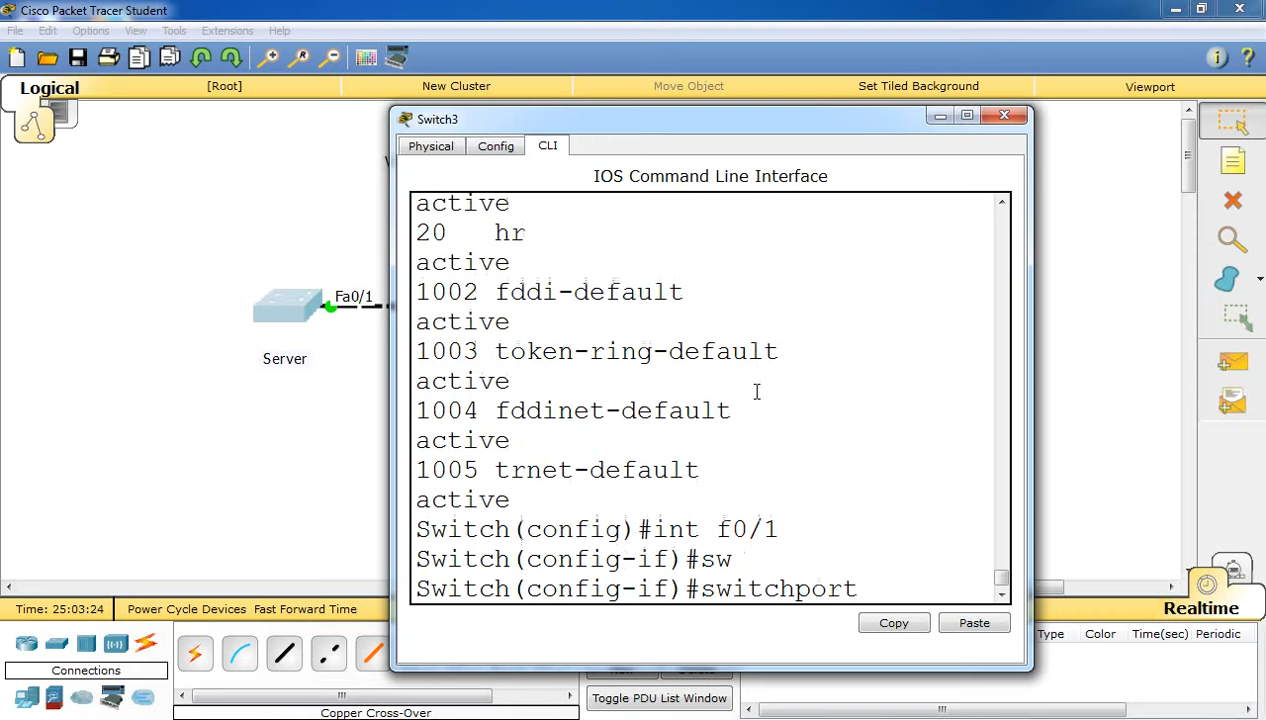 Cisco Packet Tracer Student
File Edit Options View Tools Extensions Help
Logical [Root] New Cluster Move Object Set Tiled Background Viewport
Switch3
Physical Config CLI
IOS Command Line Interface
active
20 hr
active
1002 fddi-default
active
1003 token-ring-default
active
1004 fddinet-default
active
1005 trnet-default
active
Switch(config)#int f0/1
Switch(config-if)#sw
Switch(config-if)#switchport
Copy Paste
Fa0/1
Server
Time: 25:03:24 Power Cycle Devices Fast Forward Time Realtime
Connections
Type Color Time(sec) Periodic
Toggle PDU List Window
Copper Cross-Over